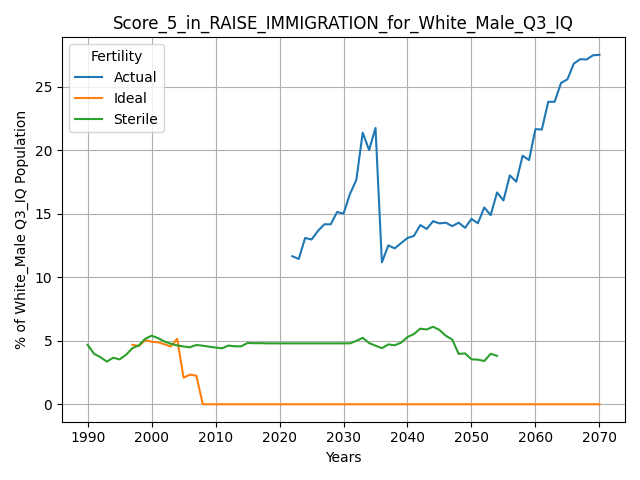 Score_5_in_RAISE_IMMIGRATION_for_White_Male_Q3_IQ
Fertility
Actual
Ideal
Sterile
% of White_Male Q3_IQ Population
25
20
15
10
5
0
1990 2000 2010 2020 2030 2040 2050 2060 2070
Years